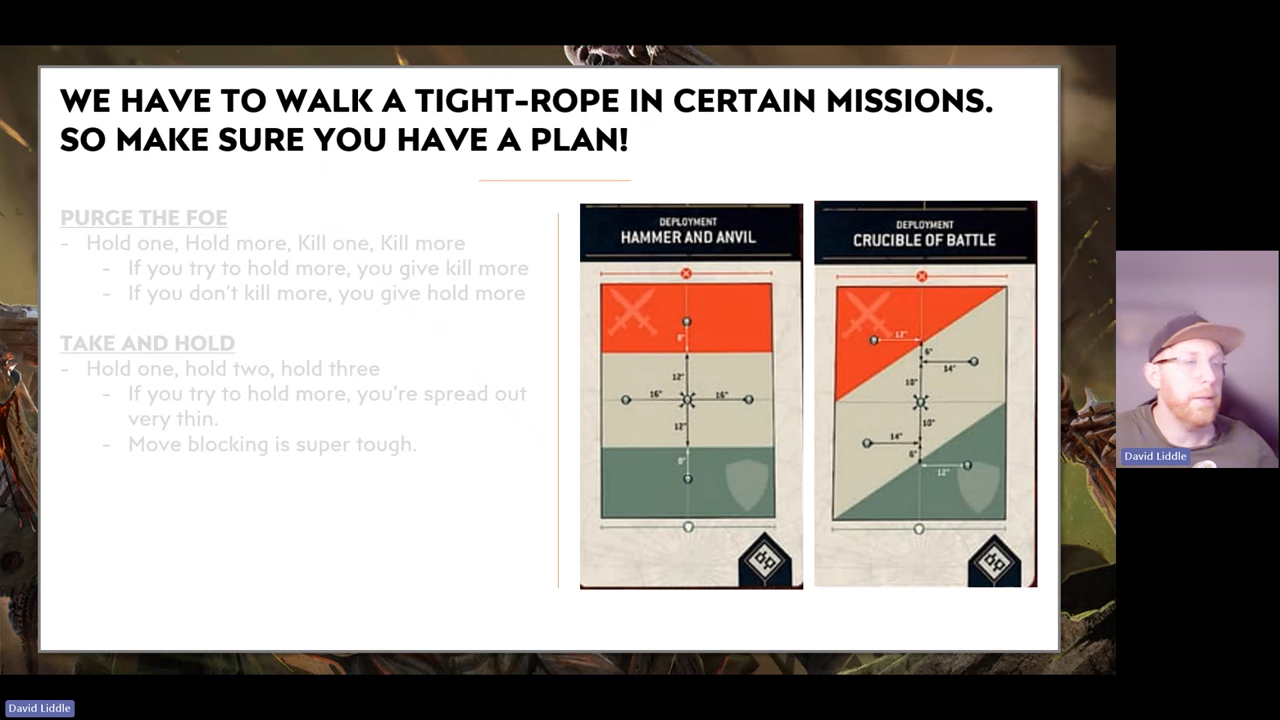 WE HAVE TO WALK A TIGHT-ROPE IN CERTAIN MISSIONS.
SO MAKE SURE YOU HAVE A PLAN!
PURGE THE FOE
- Hold one, Hold more, Kill one, Kill more
- If you try to hold more, you give kill more
- If you don't kill more, you give hold more
TAKE AND HOLD
- Hold one, hold two, hold three
- If you try to hold more, you're spread out
very thin.
- Move blocking is super tough.
DEPLOYMENT
HAMMER AND ANVIL
12"
16" 16"
12"
DEPLOYMENT
CRUCIBLE OF BATTLE
12"
6"
14"
10"
10"
14"
6"
12"
David Liddle
David Liddle